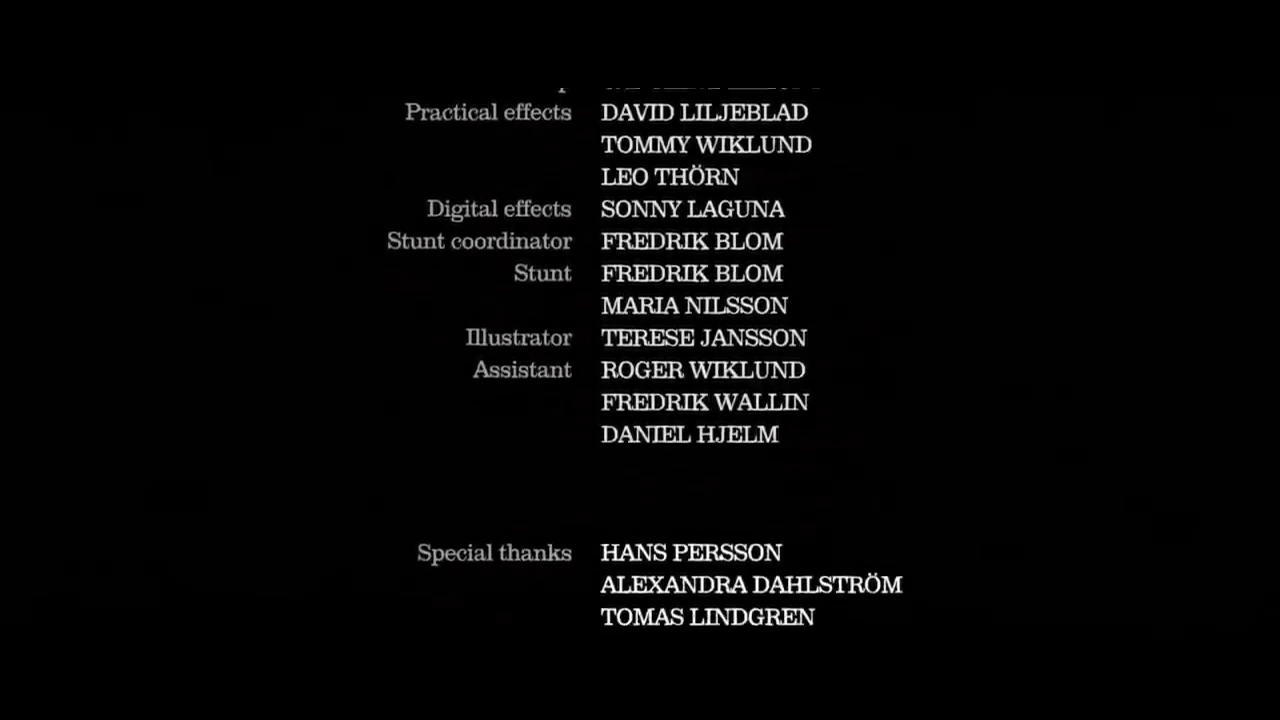 Practical effects DAVID LILJEBLAD
TOMMY WIKLUND
LEO THÖRN
Digital effects SONNY LAGUNA
Stunt coordinator FREDRIK BLOM
Stunt FREDRIK BLOM
MARIA NILSSON
Illustrator TERESE JANSSON
Assistant ROGER WIKLUND
FREDRIK WALLIN
DANIEL HJELM
Special thanks HANS PERSSON
ALEXANDRA DAHLSTRÖM
TOMAS LINDGREN